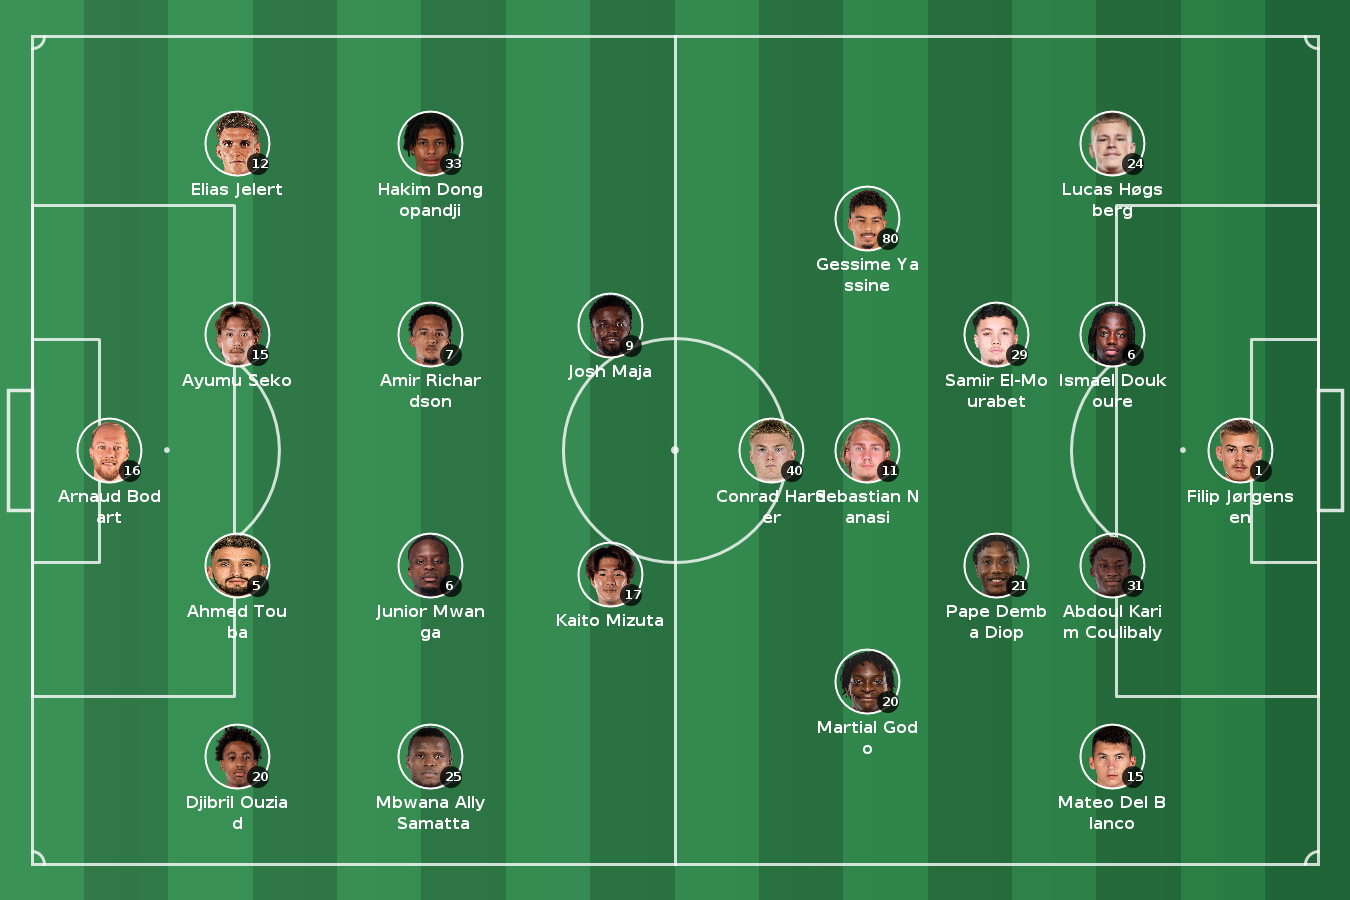 12
Elias Jelert
33
Hakim Dong
opandji
24
Lucas Høgs
berg
80
Gessime Ya
ssine
15
Ayumu Seko
7
Amir Richar
dson
9
Josh Maja
29
Samir El-Mo
urabet
6
Ismael Douk
oure
16
Arnaud Bod
art
40
Conrad Hard
er
11
Sebastian N
anasi
1
Filip Jørgens
en
5
Ahmed Tou
ba
6
Junior Mwan
ga
17
Kaito Mizuta
21
Pape Demb
a Diop
31
Abdoul Kari
m Coulibaly
20
Martial God
o
20
Djibril Ouzia
d
25
Mbwana Ally
Samatta
15
Mateo Del B
lanco